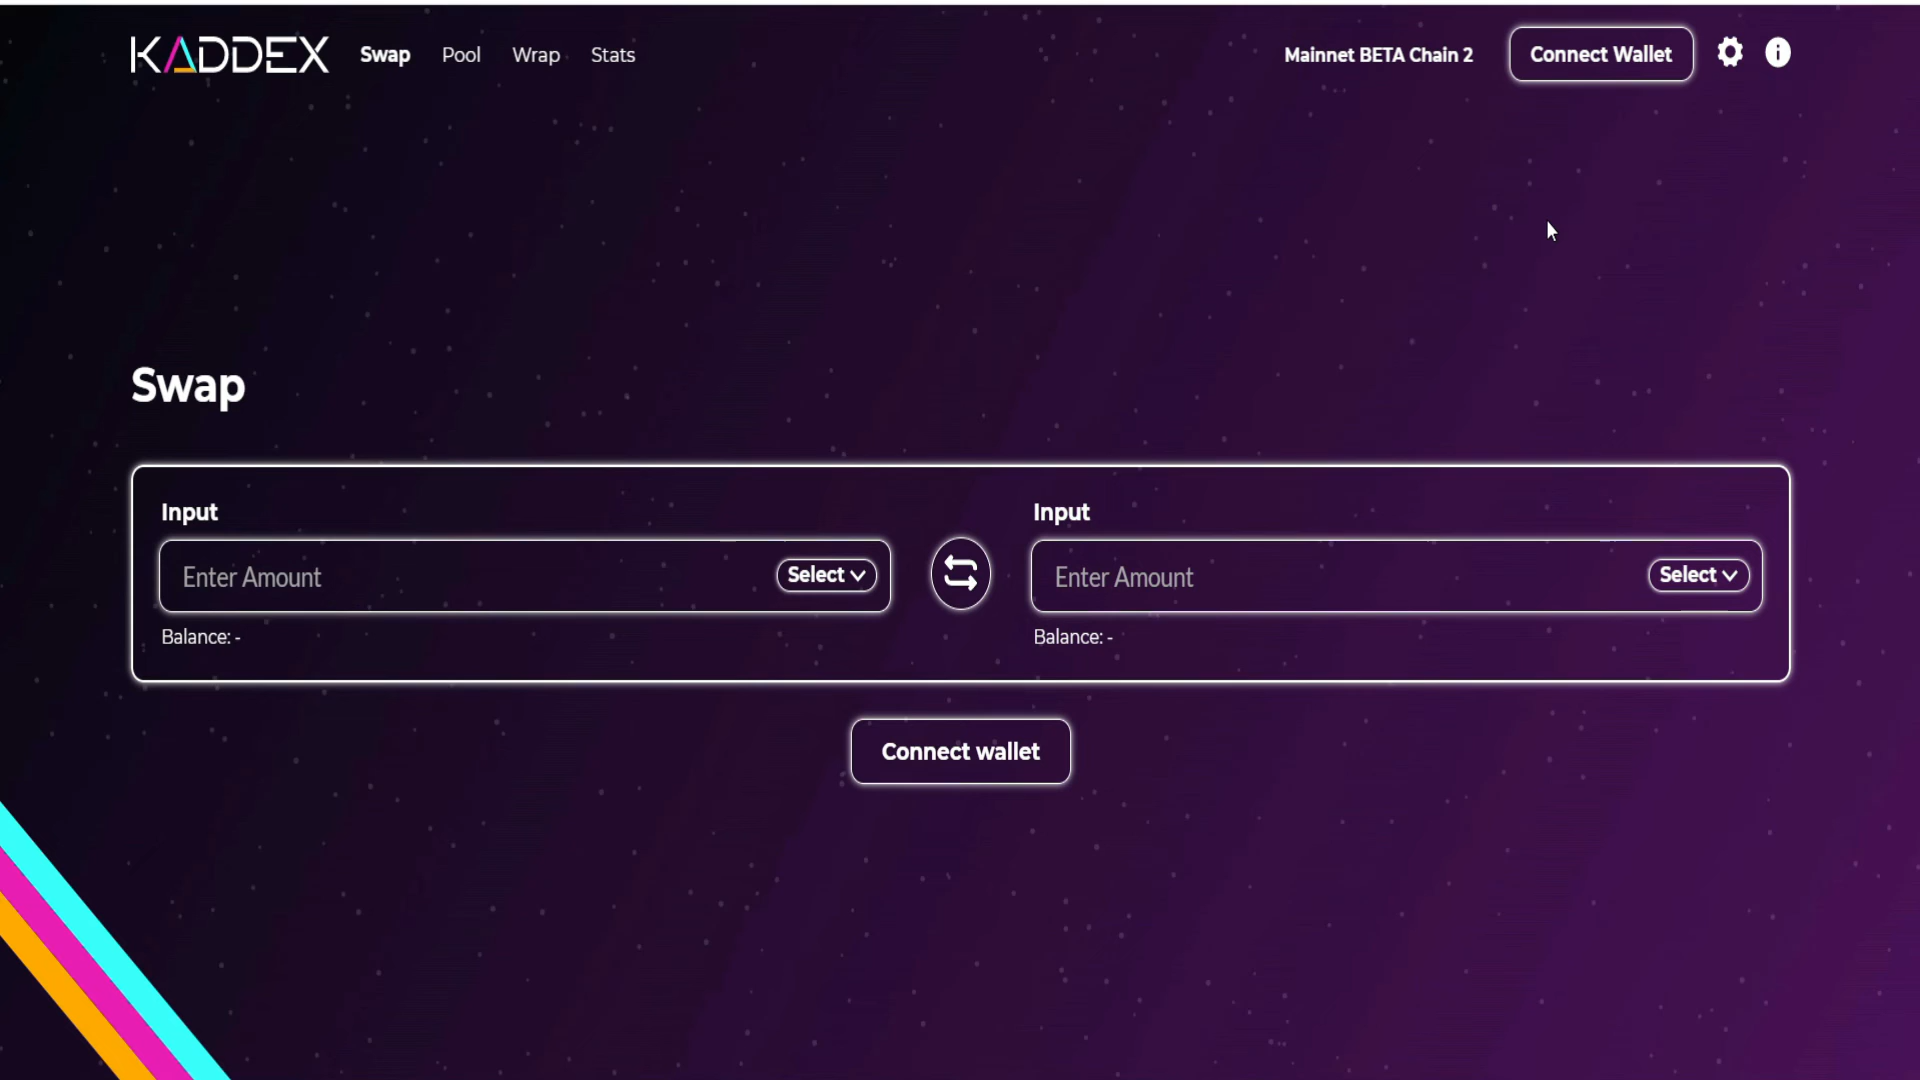 KADDEX Swap Pool Wrap Stats Mainnet BETA Chain 2 Connect Wallet
Swap
Input Input
Enter Amount Select Enter Amount Select
Balance: - Balance: -
Connect wallet